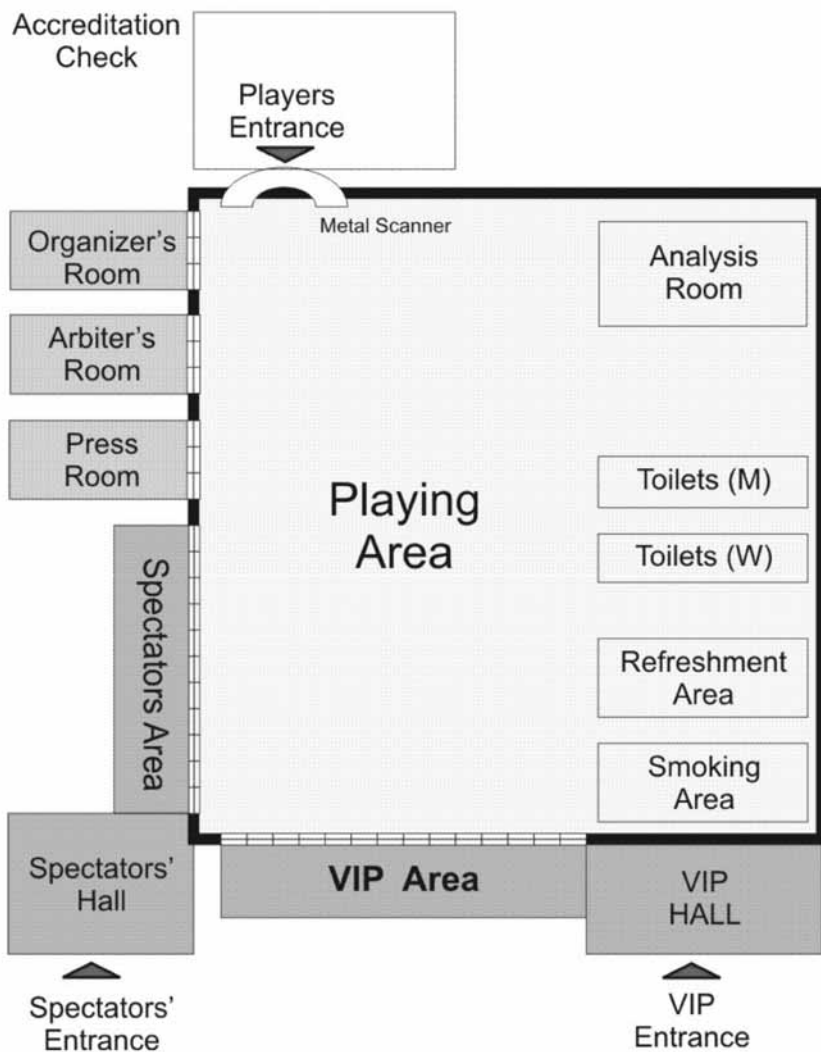 Accreditation
Check
Players
Entrance
Metal Scanner
Organizer's
Room
Analysis
Room
Arbiter's
Room
Press
Room
Toilets (M)
Playing
Area
Toilets (W)
Spectators Area
Refreshment
Area
Smoking
Area
Spectators'
Hall
VIP Area
VIP
HALL
Spectators'
Entrance
VIP
Entrance